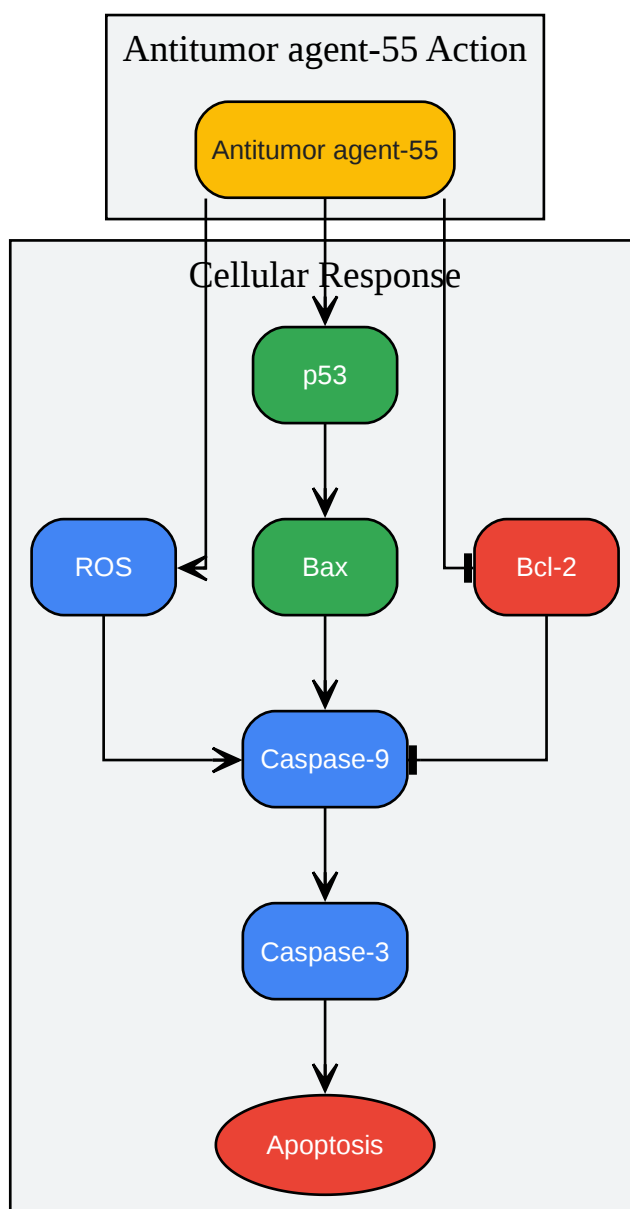 Antitumor agent-55 Action
Antitumor agent-55
Cellular Response
p53
ROS
Bax
Bcl-2
Caspase-9
Caspase-3
Apoptosis